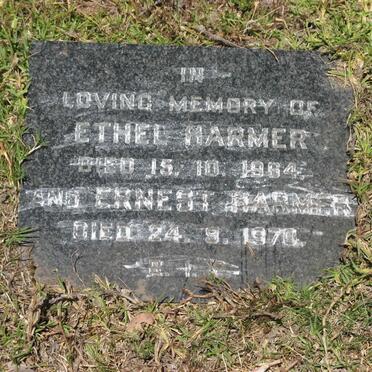 IN
LOVING MEMORY OF
ETHEL HARMER
DIED 15. 10. 1964.
AND ERNEST HARMER
DIED 24. 9. 1970.